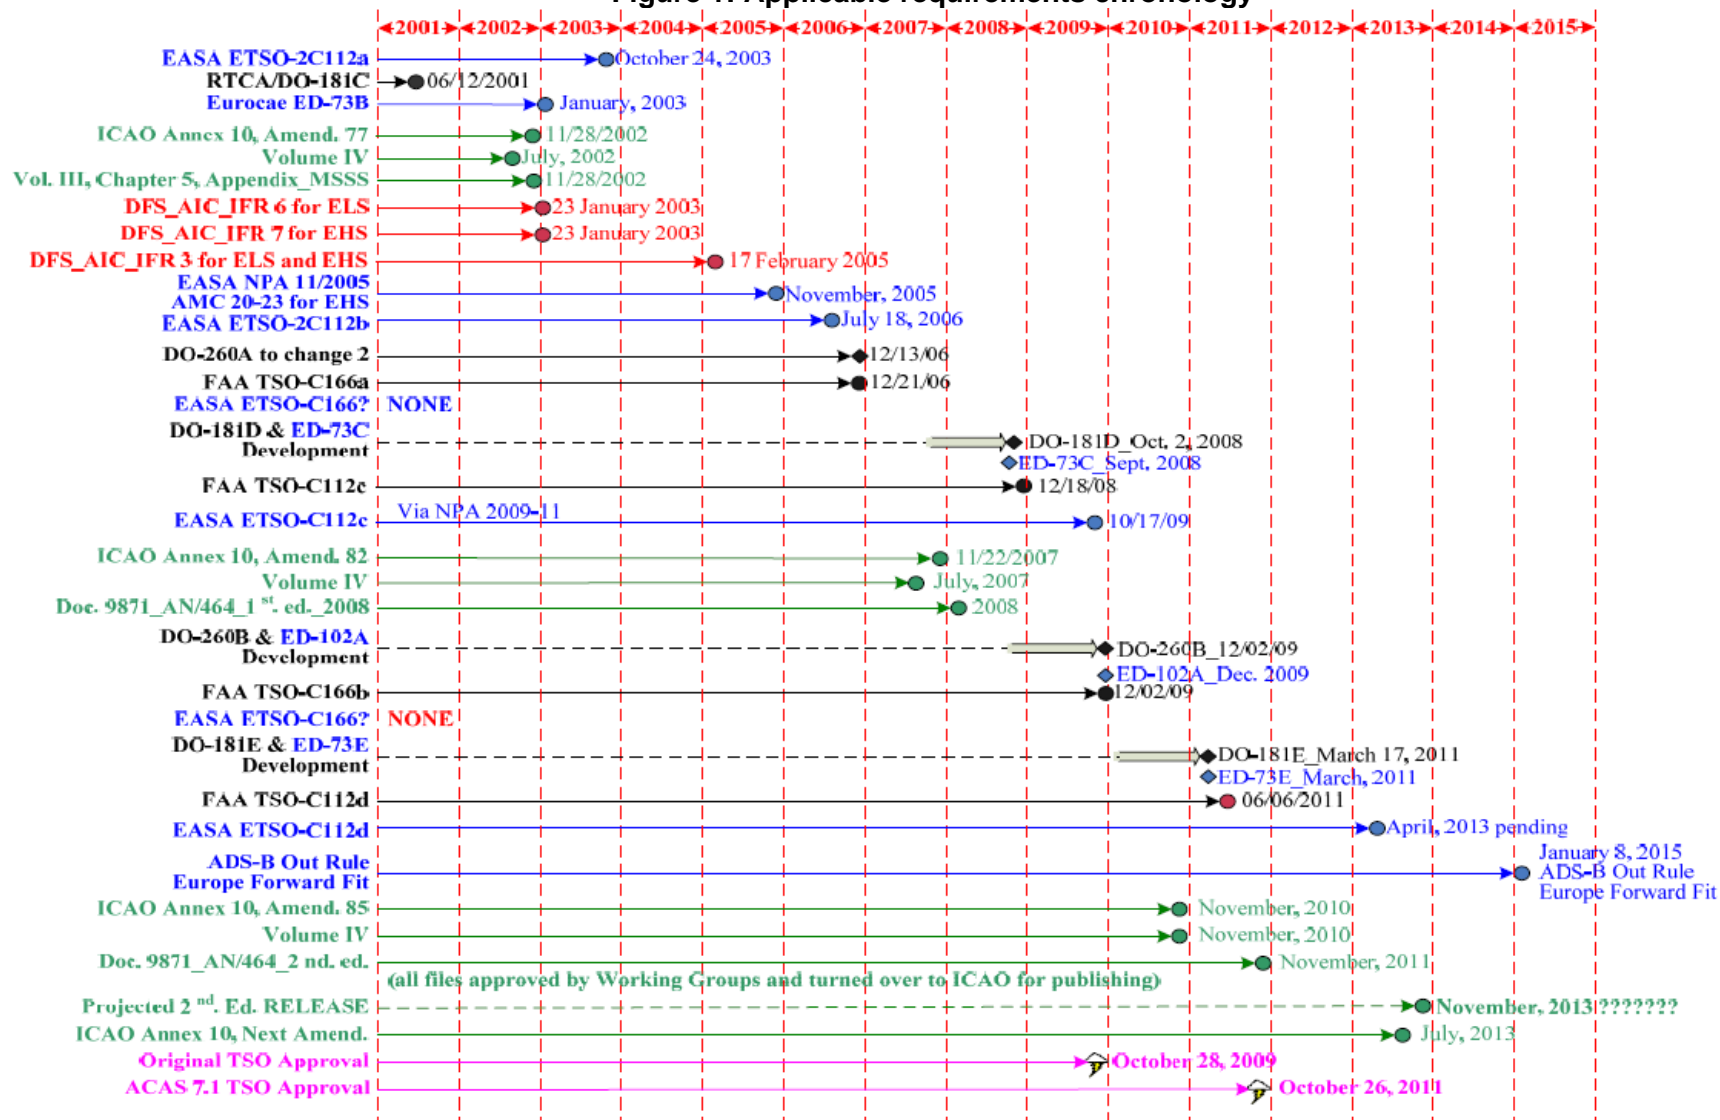 Figure 1: Applicable requirements chronology
2001 2002 2003 2004 2005 2006 2007 2008 2009 2010 2011 2012 2013 2014 2015
EASA ETSO-2C112a October 24, 2003
RTCA/DO-181C 06/12/2001
Eurocae ED-73B January, 2003
ICAO Annex 10, Amend. 77 11/28/2002
Volume IV July, 2002
Vol. III, Chapter 5, Appendix_MSSS 11/28/2002
DFS_AIC_IFR 6 for ELS 23 January 2003
DFS_AIC_IFR 7 for EHS 23 January 2003
DFS_AIC_IFR 3 for ELS and EHS 17 February 2005
EASA NPA 11/2005
AMC 20-23 for EHS November, 2005
EASA ETSO-2C112b July 18, 2006
DO-260A to change 2 12/13/06
FAA TSO-C166a 12/21/06
EASA ETSO-C166? NONE
DO-181D & ED-73C
Development DO-181D_Oct. 2, 2008
ED-73C_Sept, 2008
FAA TSO-C112c 12/18/08
EASA ETSO-C112c Via NPA 2009-11 10/17/09
ICAO Annex 10, Amend. 82 11/22/2007
Volume IV July, 2007
Doc. 9871_AN/464_1 st. ed._2008 2008
DO-260B & ED-102A
Development DO-260B_12/02/09
ED-102A_Dec. 2009
FAA TSO-C166b 12/02/09
EASA ETSO-C166? NONE
DO-181E & ED-73E
Development DO-181E_March 17, 2011
ED-73E_March, 2011
FAA TSO-C112d 06/06/2011
EASA ETSO-C112d April, 2013 pending
ADS-B Out Rule
Europe Forward Fit
January 8, 2015
ADS-B Out Rule
Europe Forward Fit
ICAO Annex 10, Amend. 85 November, 2010
Volume IV November, 2010
Doc. 9871_AN/464_2 nd. ed. November, 2011
(all files approved by Working Groups and turned over to ICAO for publishing)
Projected 2 nd. Ed. RELEASE November, 2013 ???????
ICAO Annex 10, Next Amend. July, 2013
Original TSO Approval October 28, 2009
ACAS 7.1 TSO Approval October 26, 2011